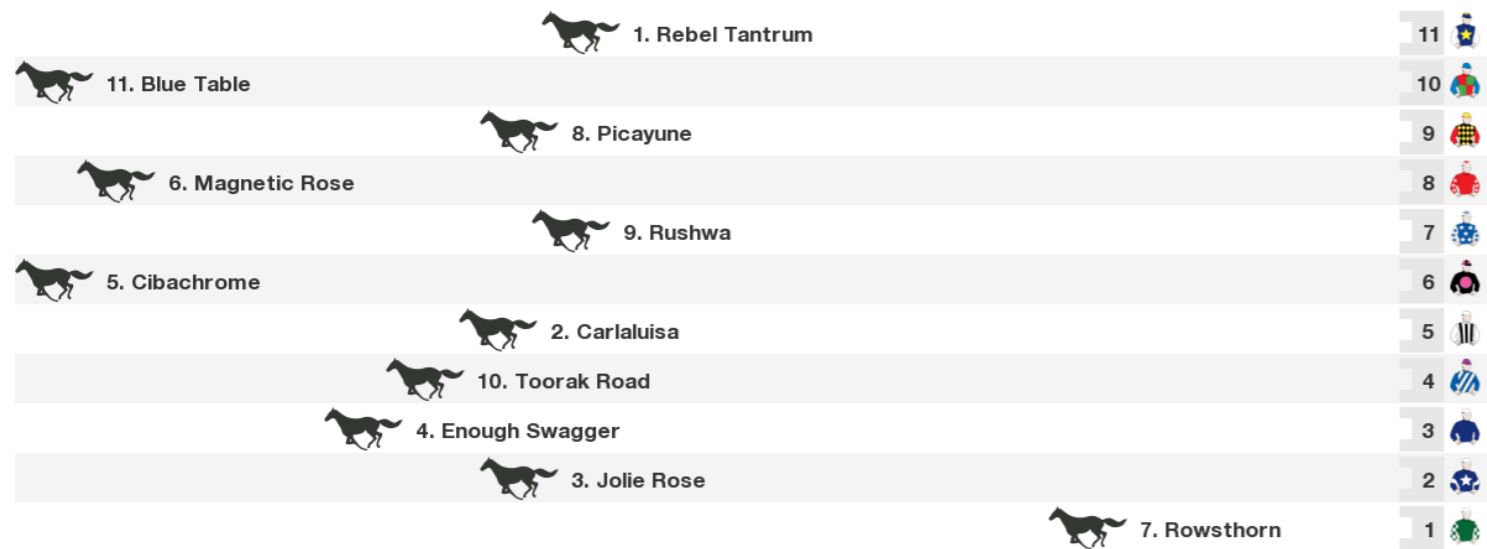 1. Rebel Tantrum 11
11. Blue Table 10
8. Picayune 9
6. Magnetic Rose 8
9. Rushwa 7
5. Cibachrome 6
2. Carlaluisa 5
10. Toorak Road 4
4. Enough Swagger 3
3. Jolie Rose 2
7. Rowsthorn 1